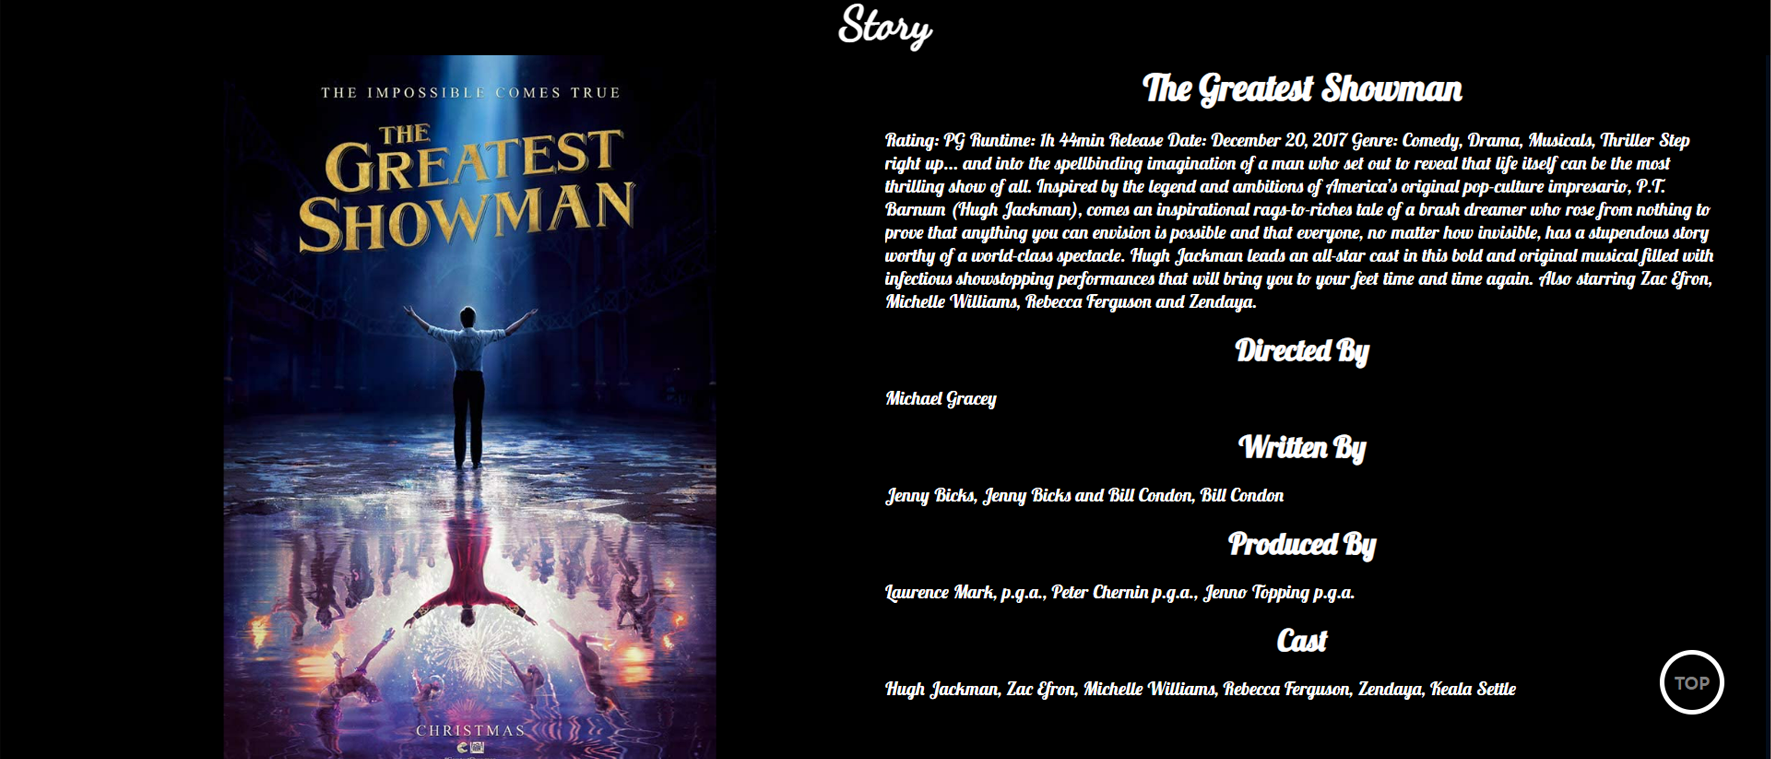 Story
THE IMPOSSIBLE COMES TRUE
THE
GREATEST
SHOWMAN
CHRISTMAS
The Greatest Showman
Rating: PG Runtime: 1h 44min Release Date: December 20, 2017 Genre: Comedy, Drama, Musicals, Thriller Step
right up... and into the spellbinding imagination of a man who set out to reveal that life itself can be the most
thrilling show of all. Inspired by the legend and ambitions of America's original pop-culture impresario, P.T.
Barnum (Hugh Jackman), comes an inspirational rags-to-riches tale of a brash dreamer who rose from nothing to
prove that anything you can envision is possible and that everyone, no matter how invisible, has a stupendous story
worthy of a world-class spectacle. Hugh Jackman leads an all-star cast in this bold and original musical filled with
infectious showstopping performances that will bring you to your feet time and time again. Also starring Zac Efron,
Michelle Williams, Rebecca Ferguson and Zendaya.
Directed By
Michael Gracey
Written By
Jenny Bicks, Jenny Bicks and Bill Condon, Bill Condon
Produced By
Laurence Mark, p.g.a., Peter Chernin p.g.a., Jenno Topping p.g.a.
Cast
Hugh Jackman, Zac Efron, Michelle Williams, Rebecca Ferguson, Zendaya, Keala Settle
TOP